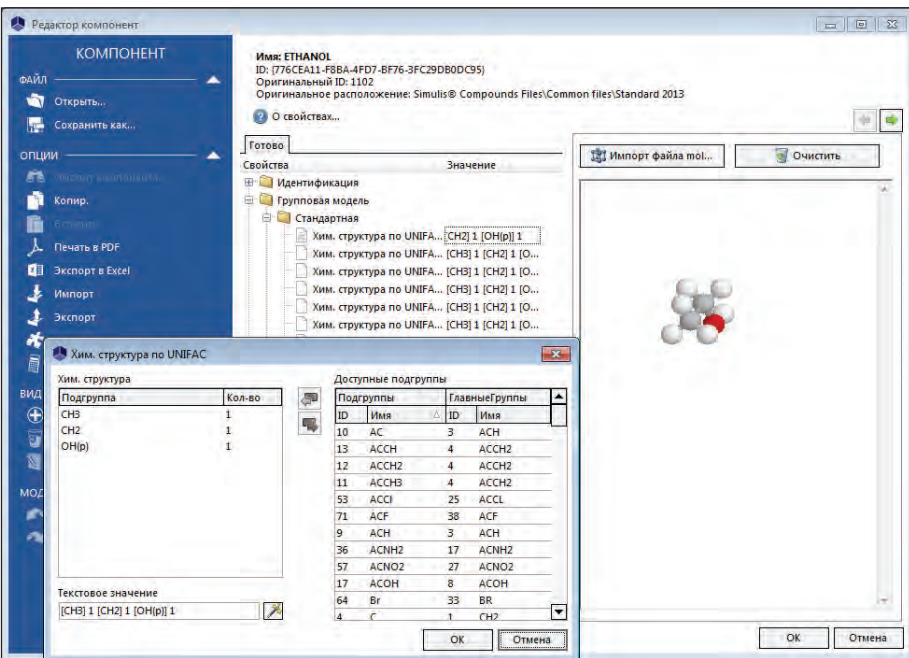 Редактор компонент
КОМПОНЕНТ
ФАЙЛ
Открыть...
Сохранить как...
ОПЦИИ
Копир.
Печать в PDF
Экспорт в Excel
Импорт
Экспорт
ВИД
Имя: ETHANOL
ID: {776CEA11-F8BA-4FD7-BF76-3FC29DB0DC95}
Оригинальный ID: 1102
Оригинальное расположение: Simulis® Compounds Files\Common files\Standard 2013
О свойствах...
Готово
Свойства Значение
Идентификация
Групповая модель
Стандартная
Хим. структура по UNIFA... CH2] 1 [OH(p)] 1
Хим. структура по UNIFA... [CH3] 1 [CH2] 1 [O...
Хим. структура по UNIFA... [CH3] 1 [CH2] 1 [O...
Хим. структура по UNIFA... [CH3] 1 [CH2] 1 [O...
Хим. структура по UNIFA... [CH3] 1 [CH2] 1 [O...
Хим. структура по UNIFA... [CH3] 1 [CH2] 1 [O...
Импорт файла mol... Очистить
Хим. структура по UNIFAC
Хим. структура
Подгруппа Кол-во
CH3 1
CH2 1
OH(p) 1
Текстовое значение
[CH3] 1 [CH2] 1 [OH(p)] 1
Доступные подгруппы
Подгруппы ГлавныеГруппы
ID Имя ID Имя
10 AC 3 ACH
13 ACCH 4 ACCH2
12 ACCH2 4 ACCH2
11 ACCH3 4 ACCH2
53 ACCl 25 ACCL
71 ACF 38 ACF
9 ACH 3 ACH
36 ACNH2 17 ACNH2
57 ACNO2 27 ACNO2
17 ACOH 8 ACOH
64 Br 33 BR
4 C 1 CH2
OK Отмена
OK Отмена